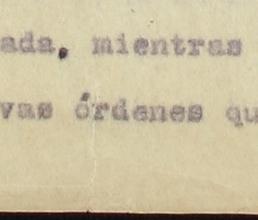 ada, mientras
vas órdenes qu